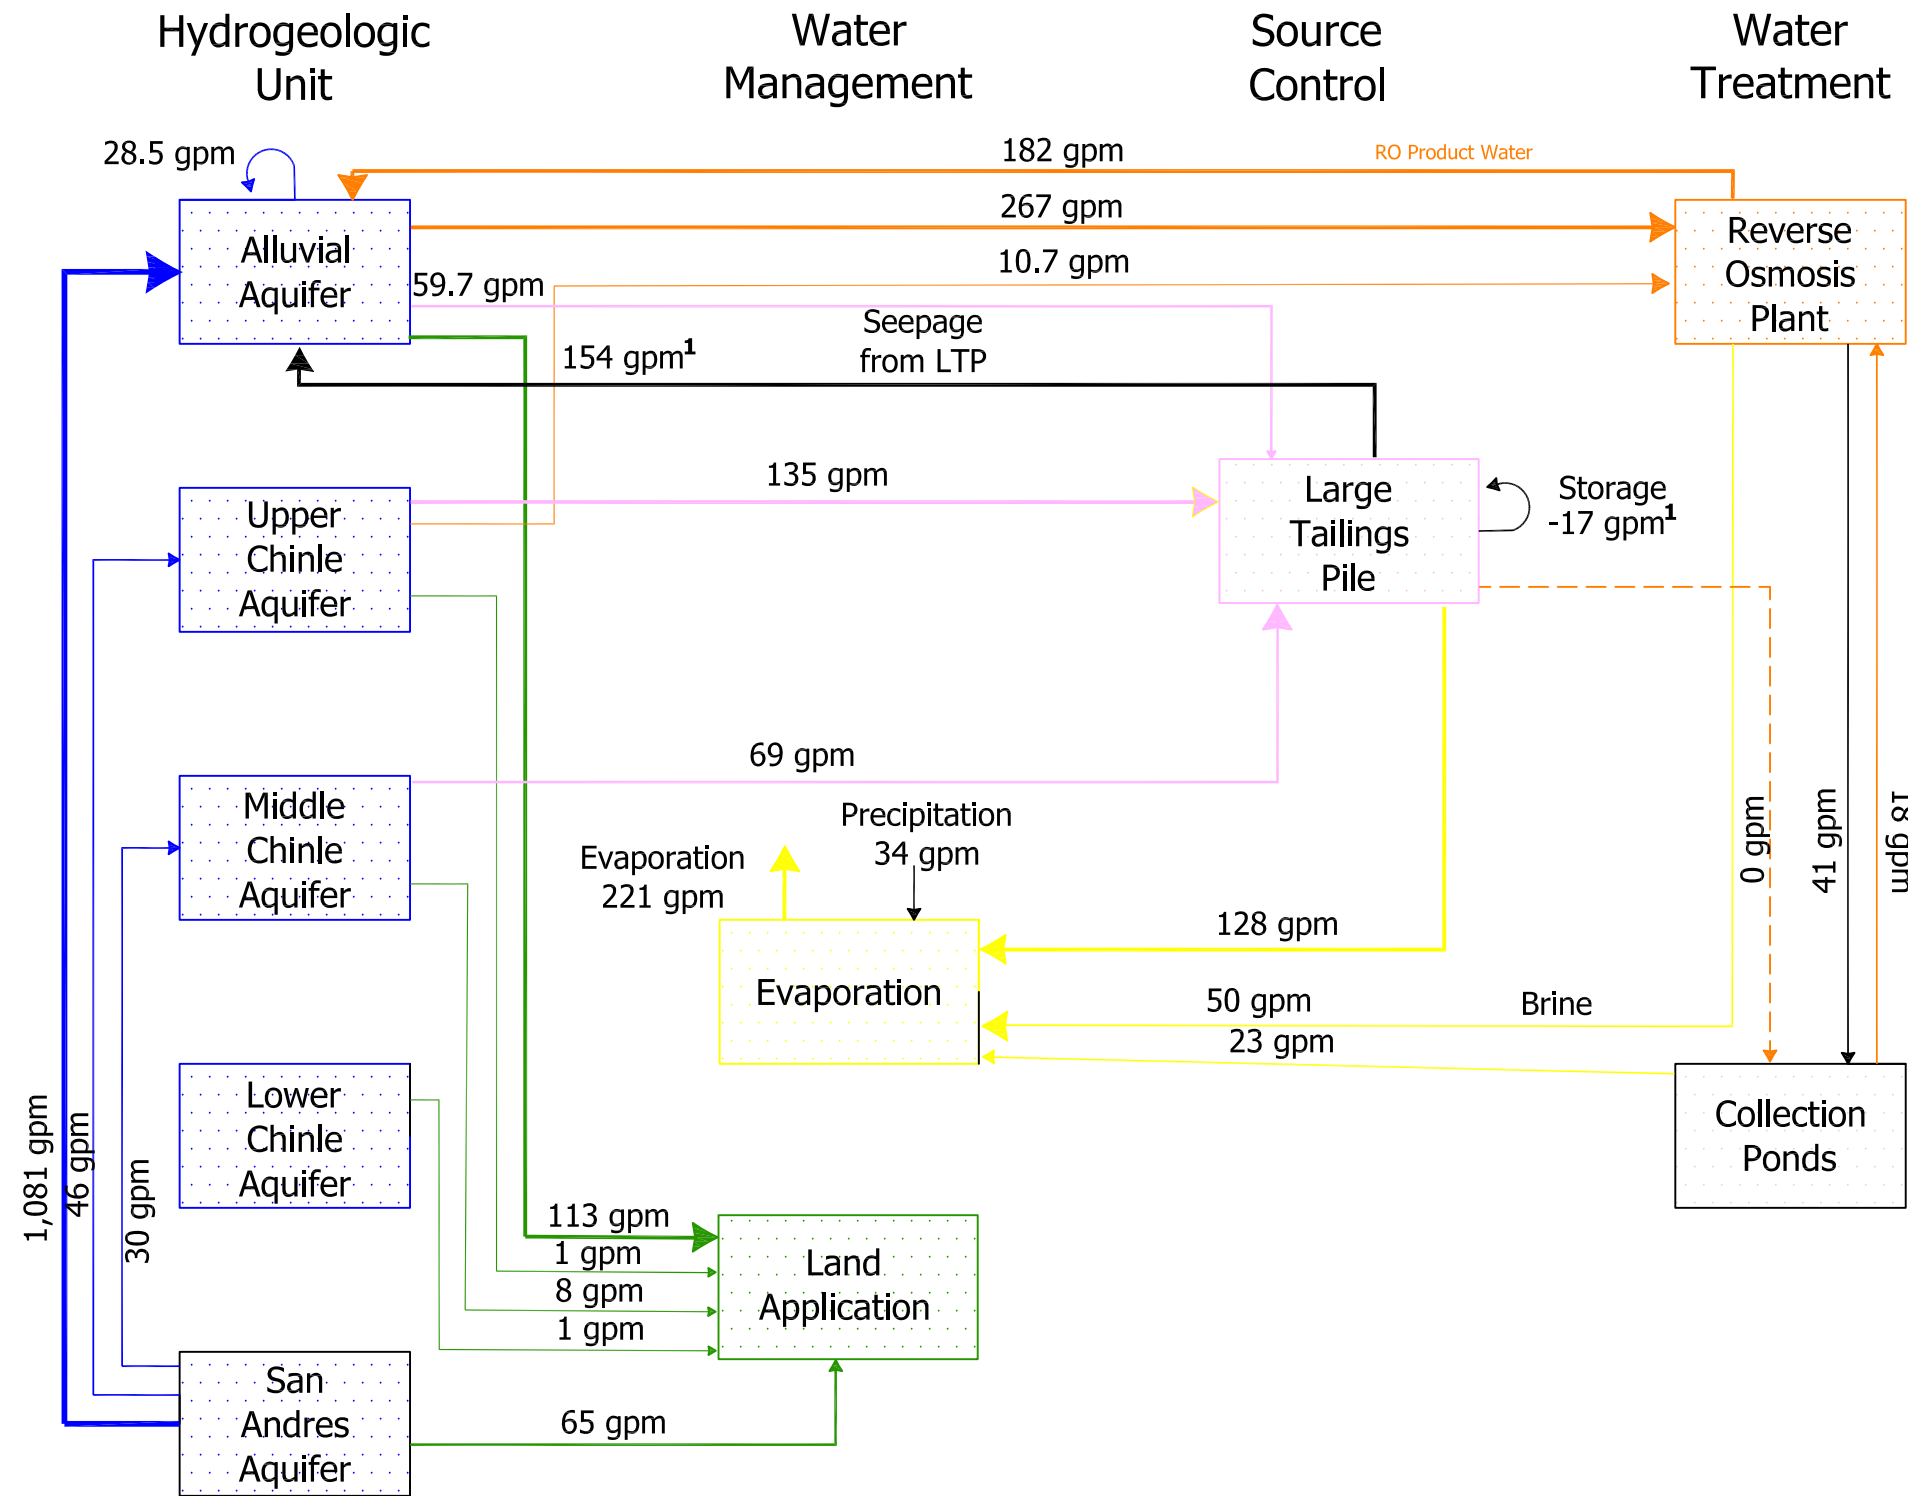 Hydrogeologic
Unit
Water
Management
Source
Control
Water
Treatment
28.5 gpm
182 gpm
RO Product Water
267 gpm
10.7 gpm
59.7 gpm
Alluvial
Aquifer
Reverse
Osmosis
Plant
Seepage
from LTP
154 gpm¹
135 gpm
Upper
Chinle
Aquifer
Large
Tailings
Pile
Storage
-17 gpm¹
69 gpm
Middle
Chinle
Aquifer
Precipitation
34 gpm
Evaporation
221 gpm
0 gpm
41 gpm
18 gpm
128 gpm
Evaporation
50 gpm
Brine
23 gpm
Lower
Chinle
Aquifer
Collection
Ponds
1,081 gpm
46 gpm
30 gpm
113 gpm
1 gpm
8 gpm
1 gpm
Land
Application
San
Andres
Aquifer
65 gpm